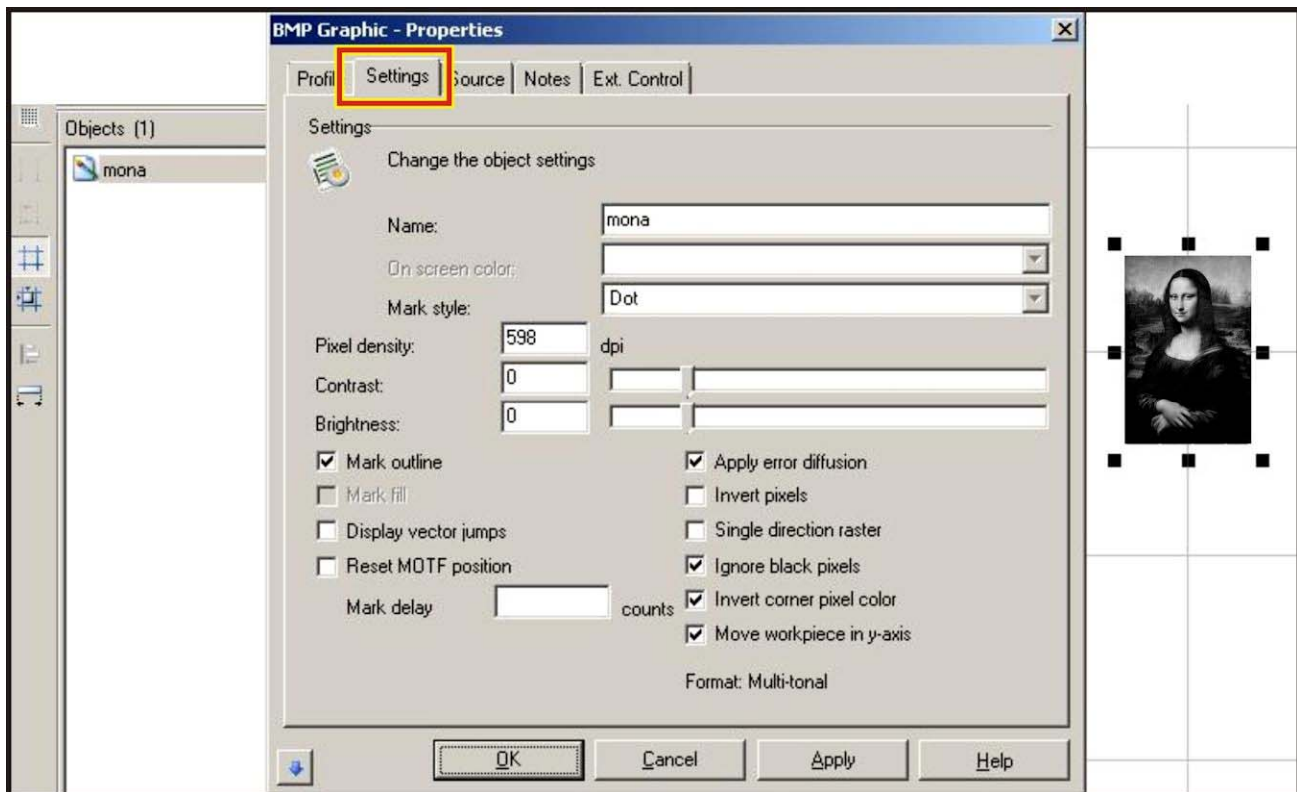 BMP Graphic - Properties
Profil Settings Source Notes Ext. Control
Objects (1)
mona
Settings
Change the object settings
Name: mona
On screen color:
Mark style: Dot
Pixel density: 598 dpi
Contrast: 0
Brightness: 0
Mark outline Apply error diffusion
Mark fill Invert pixels
Display vector jumps Single direction raster
Reset MOTF position Ignore black pixels
Mark delay counts Invert corner pixel color
Move workpiece in y-axis
Format: Multi-tonal
OK Cancel Apply Help